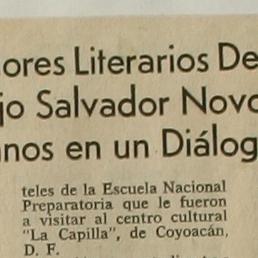 ores Literarios De
jo Salvador Novo
nos en un Diálog
teles de la Escuela Nacional
Preparatoria que le fueron
a visitar al centro cultural
"La Capilla", de Coyoacán,
D. F.